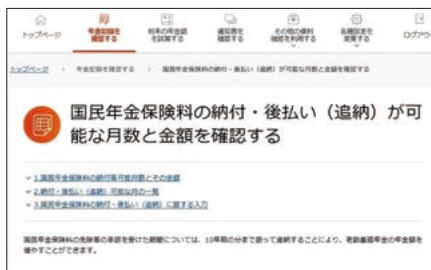 トップページ
年金記録を
確認する
将来の年金額
を試算する
通知書を
確認する
その他の便利
機能を利用する
各種設定を
変更する
ログアウ
トップページ > 年金記録を確認する > 国民年金保険料の納付・後払い（追納）が可能な月数と金額を確認する
国民年金保険料の納付・後払い（追納）が可
能な月数と金額を確認する
1.国民年金保険料の納付等可能月数とその金額
2.納付・後払い（追納）可能な月の一覧
3.国民年金保険料の納付・後払い（追納）に関する入力
国民年金保険料の免除等の承認を受けた期間については、10年前の分まで遡って追納することにより、老齢基礎年金の年金額を
増やすことができます。